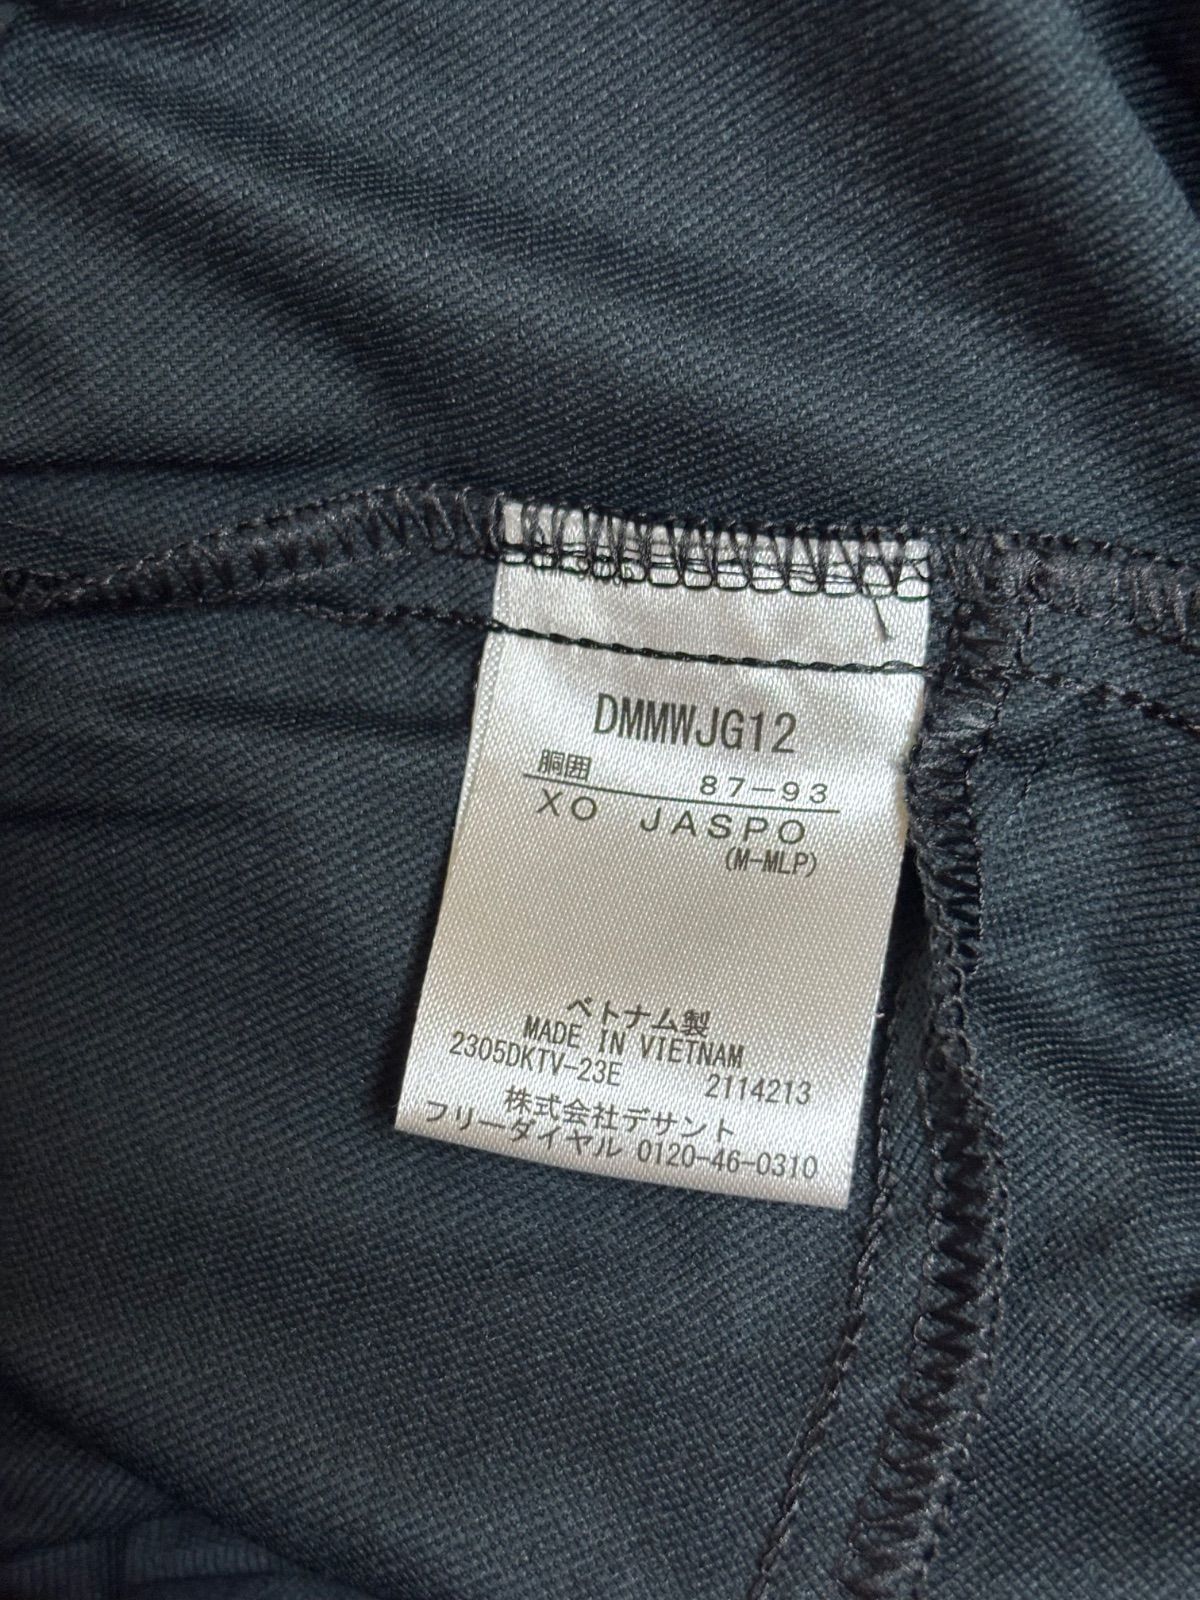 DMMWJG12
胴囲 87-93
XO JASPO
(M-MLP)
ベトナム製
MADE IN VIETNAM
2305DKTV-23E 2114213
株式会社デサント
フリーダイヤル 0120-46-0310